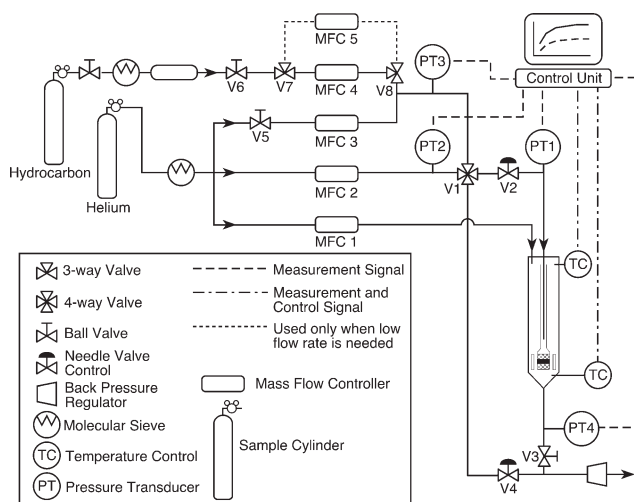 MFC 5
PT3
Control Unit
V6
V7
MFC 4
V8
V5
MFC 3
Hydrocarbon
Helium
PT2
PT1
MFC 2
V1
V2
MFC 1
TC
TC
PT4
V3
V4
3-way Valve
4-way Valve
Ball Valve
Needle Valve
Control
Back Pressure
Regulator
Molecular Sieve
TC Temperature Control
PT Pressure Transducer
Measurement Signal
Measurement and
Control Signal
Used only when low
flow rate is needed
Mass Flow Controller
Sample Cylinder